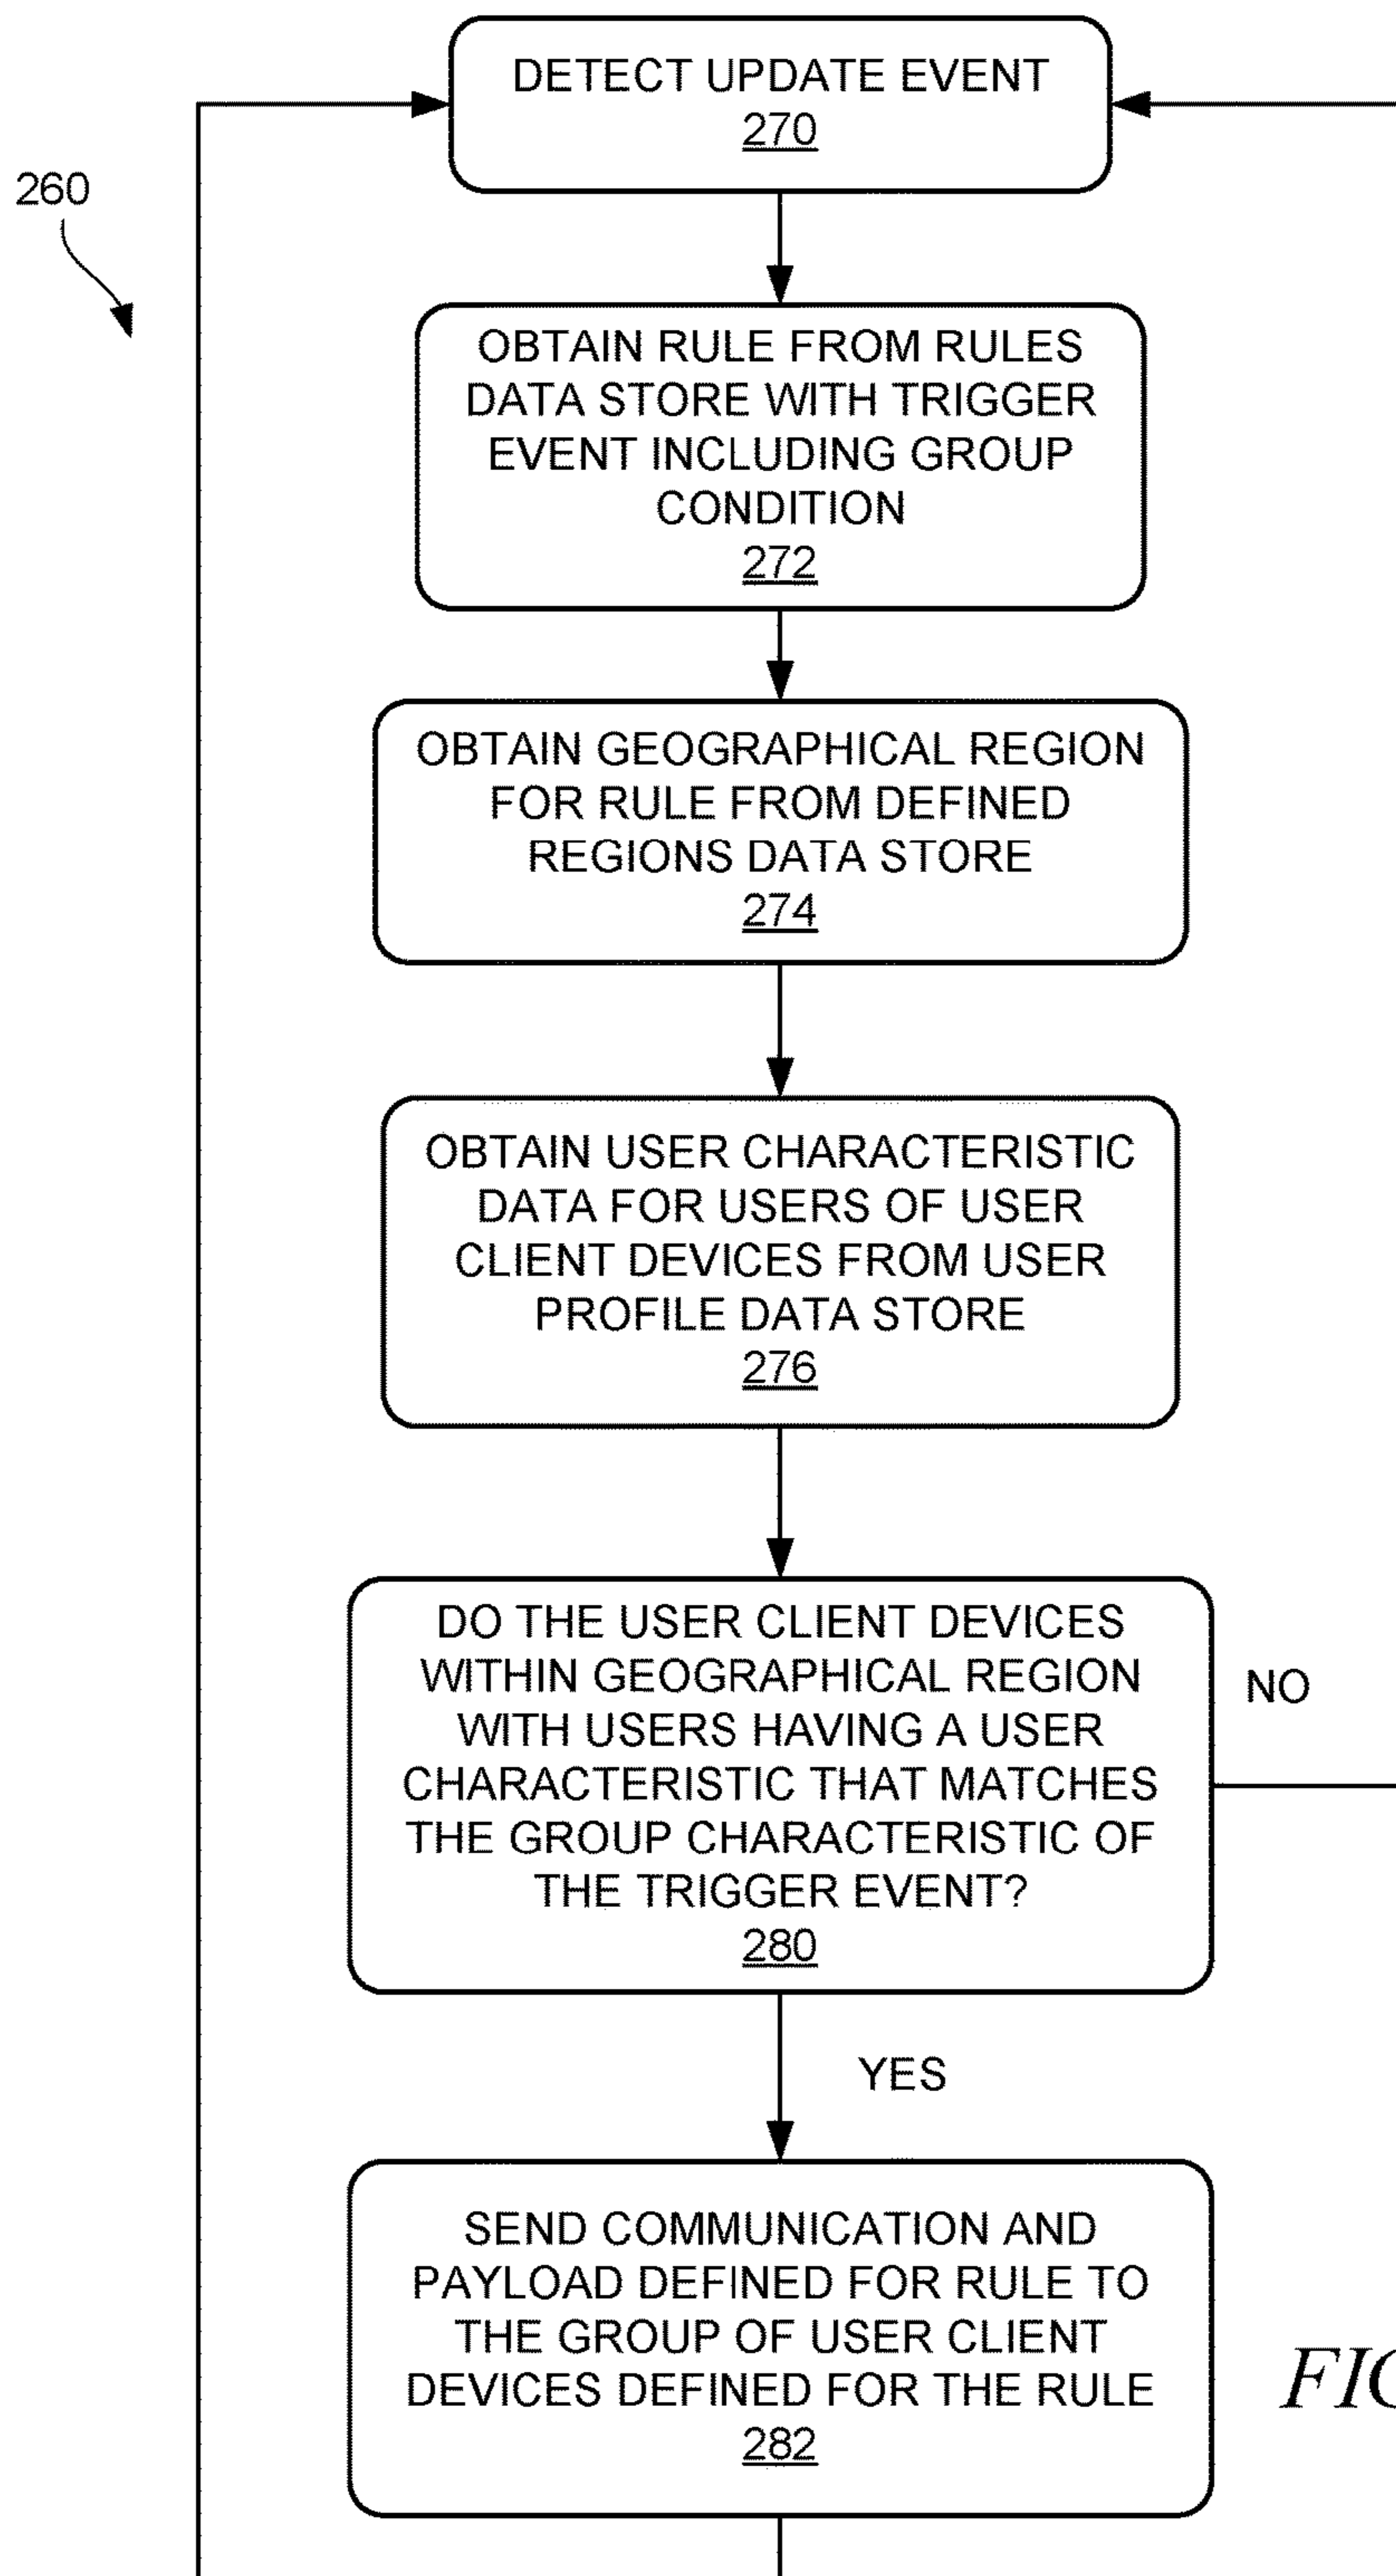 DETECT UPDATE EVENT
270
260
OBTAIN RULE FROM RULES
DATA STORE WITH TRIGGER
EVENT INCLUDING GROUP
CONDITION
272
OBTAIN GEOGRAPHICAL REGION
FOR RULE FROM DEFINED
REGIONS DATA STORE
274
OBTAIN USER CHARACTERISTIC
DATA FOR USERS OF USER
CLIENT DEVICES FROM USER
PROFILE DATA STORE
276
DO THE USER CLIENT DEVICES
WITHIN GEOGRAPHICAL REGION
WITH USERS HAVING A USER
CHARACTERISTIC THAT MATCHES
THE GROUP CHARACTERISTIC OF
THE TRIGGER EVENT?
280
NO
YES
SEND COMMUNICATION AND
PAYLOAD DEFINED FOR RULE TO
THE GROUP OF USER CLIENT
DEVICES DEFINED FOR THE RULE
282